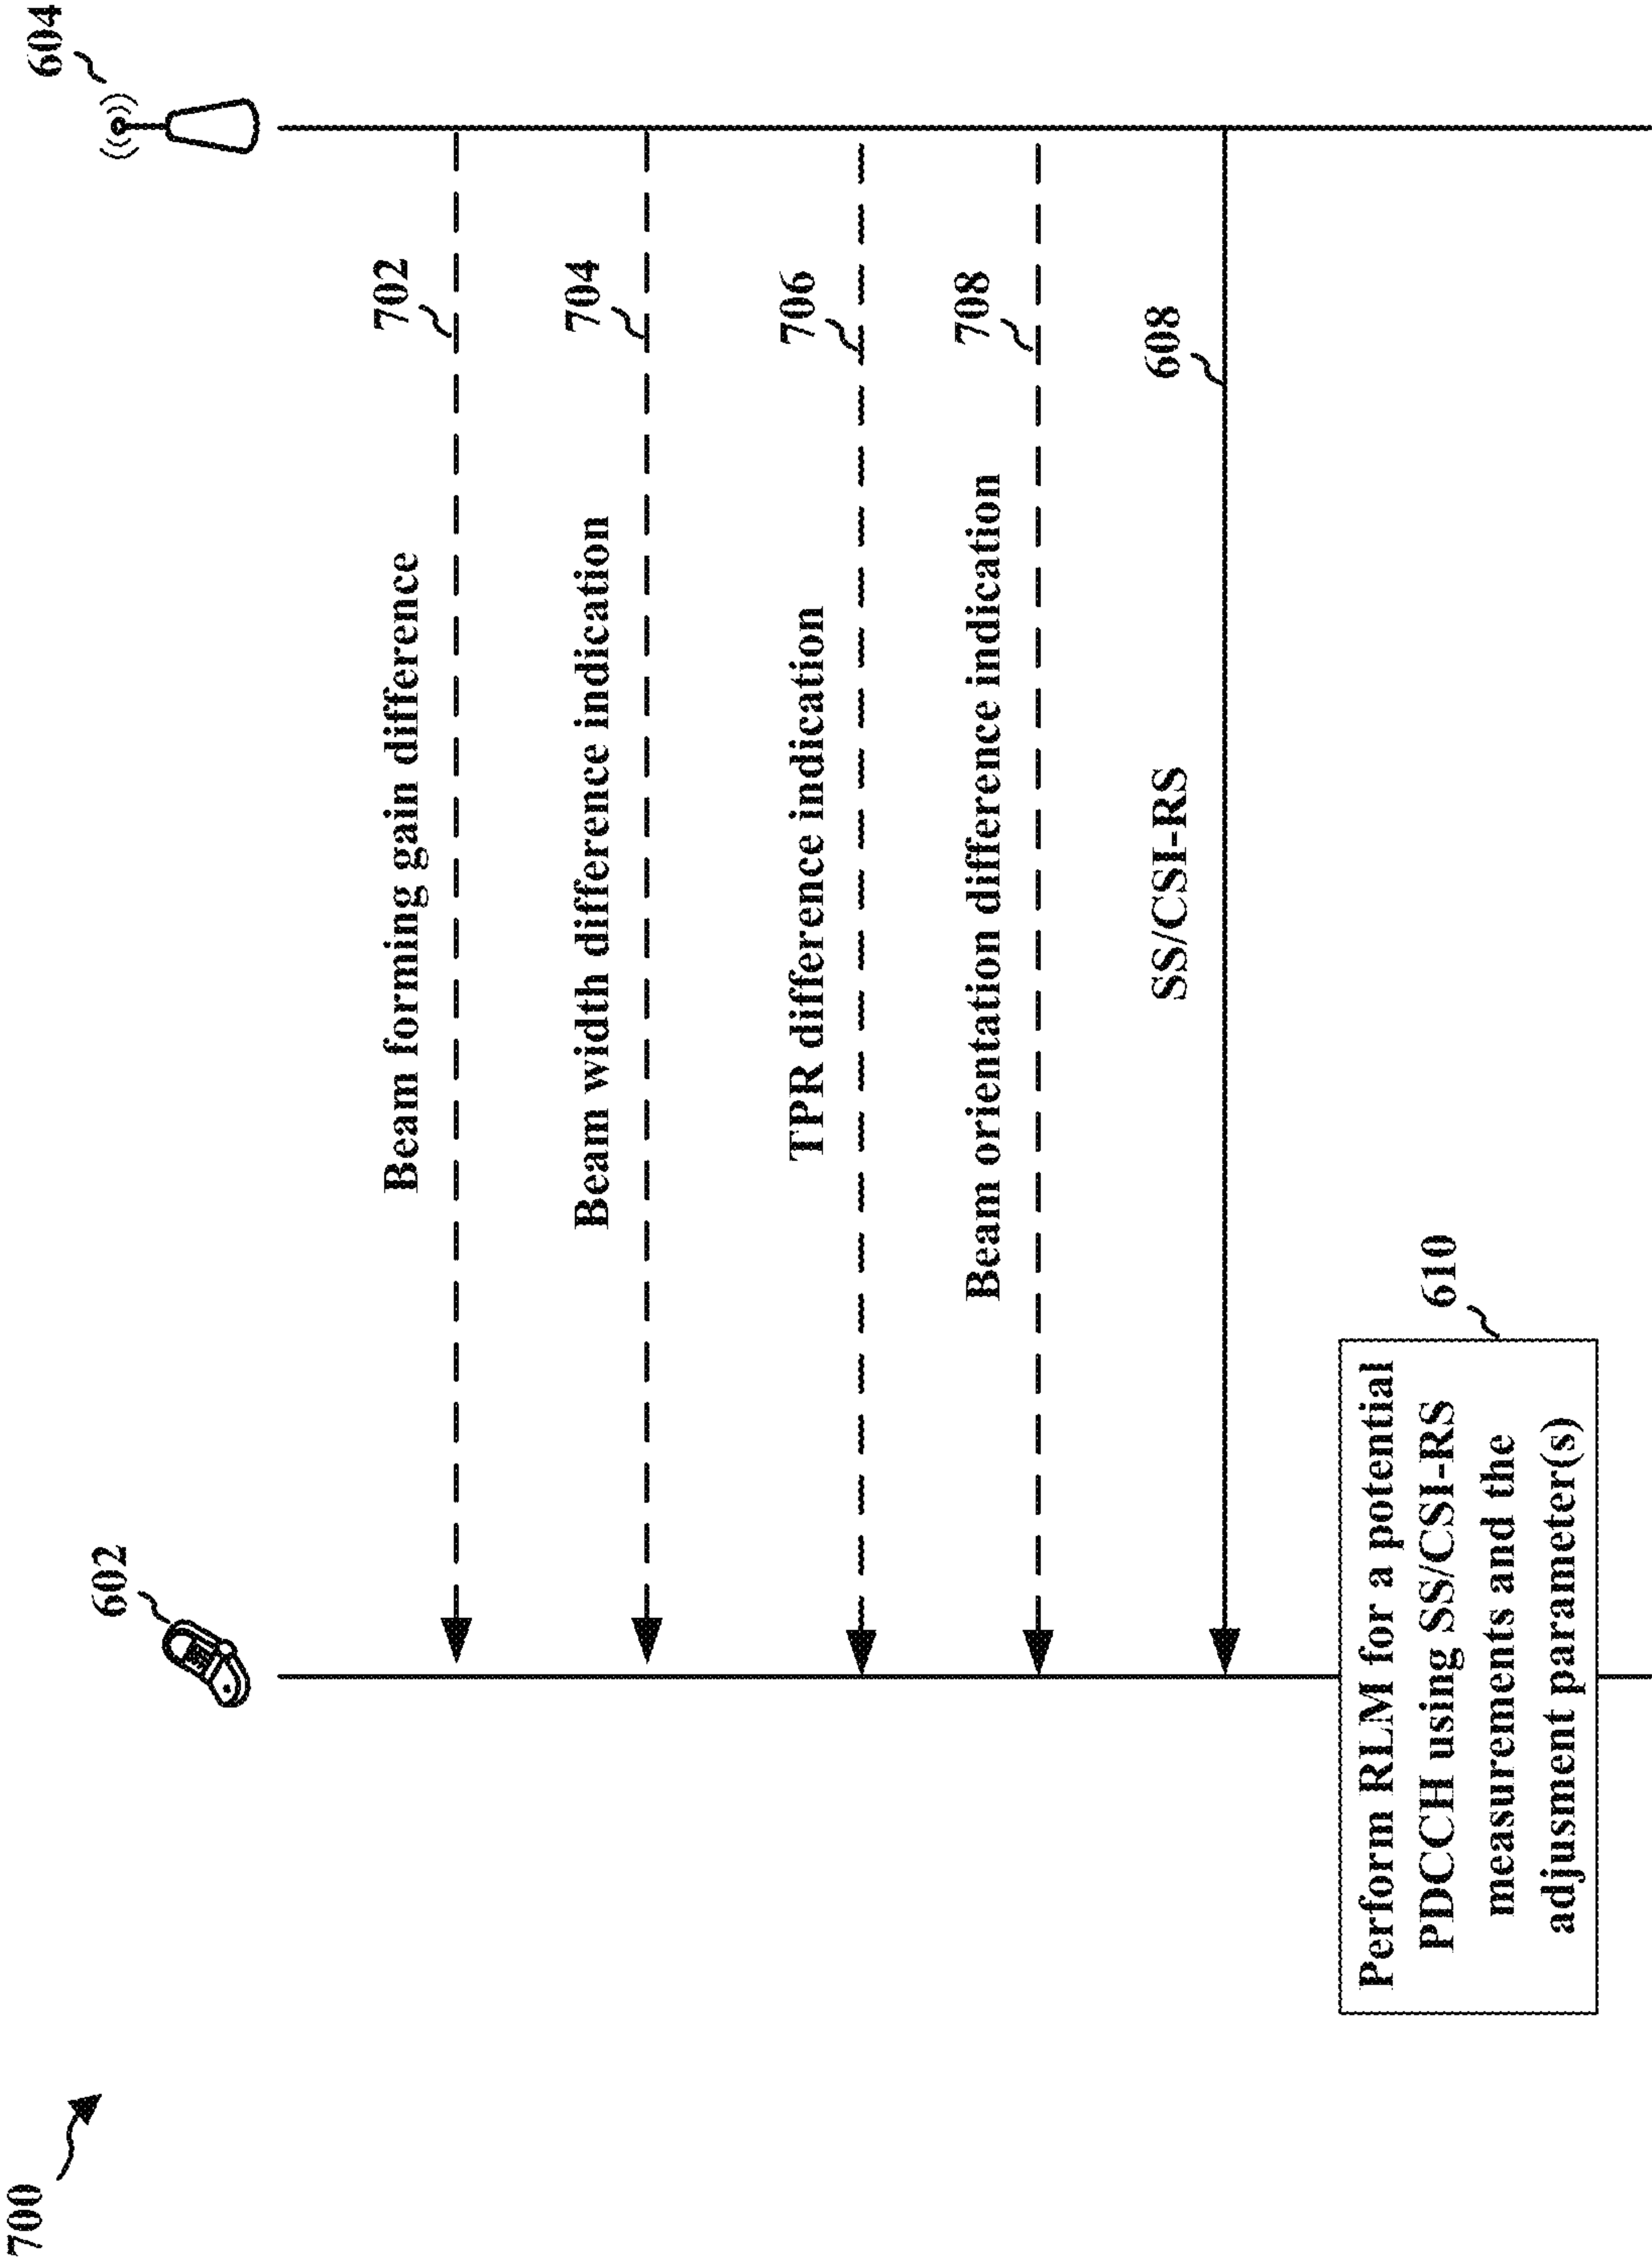 700
602
604
Beam forming gain difference
702
Beam width difference indication
704
TPR difference indication
706
Beam orientation difference indication
708
SS/CSI-RS
608
Perform RLM for a potential
PDCCH using SS/CSI-RS
measurements and the
adjusment parameter(s)
610